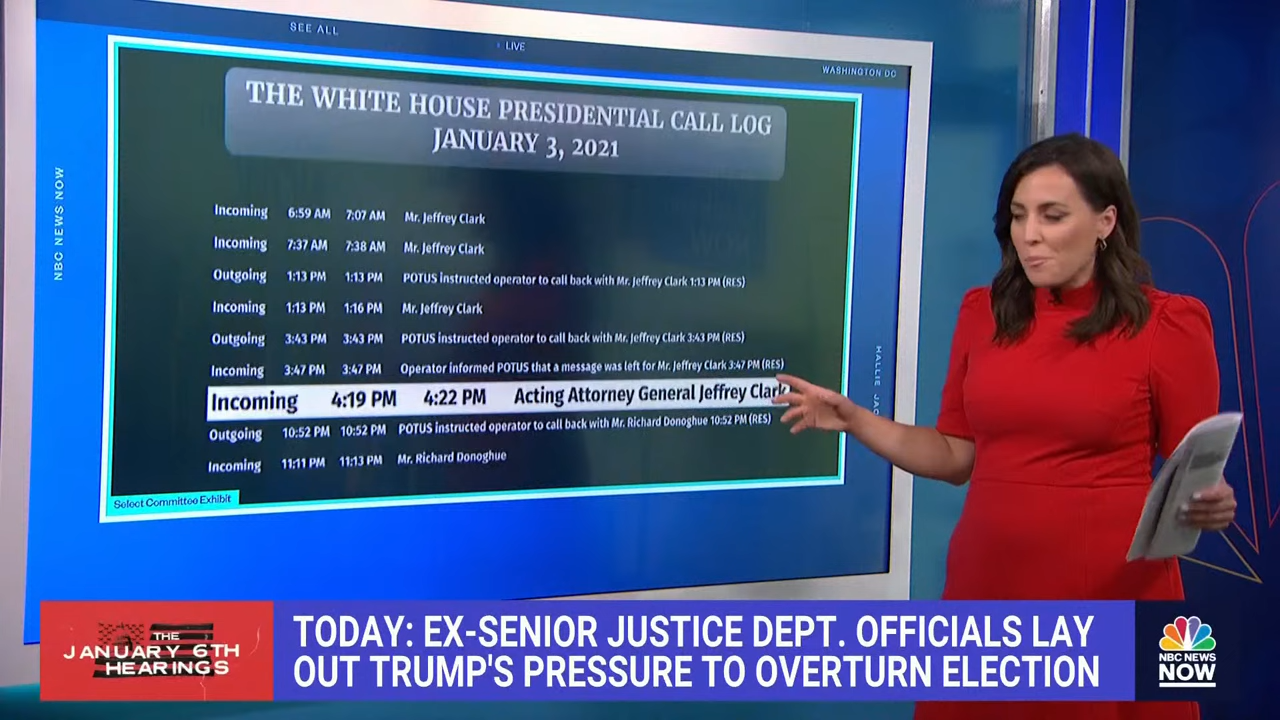 SEE ALL
LIVE
WASHINGTON DC
NBC NEWS NOW
THE WHITE HOUSE PRESIDENTIAL CALL LOG
JANUARY 3, 2021
Incoming 6:59 AM 7:07 AM Mr. Jeffrey Clark
Incoming 7:37 AM 7:38 AM Mr. Jeffrey Clark
Outgoing 1:13 PM 1:13 PM POTUS instructed operator to call back with Mr. Jeffrey Clark 1:13 PM (RES)
Incoming 1:13 PM 1:16 PM Mr. Jeffrey Clark
Outgoing 3:43 PM 3:43 PM POTUS instructed operator to call back with Mr. Jeffrey Clark 3:43 PM (RES)
Incoming 3:47 PM 3:47 PM Operator informed POTUS that a message was left for Mr. Jeffrey Clark 3:47 PM (RES)
Incoming 4:19 PM 4:22 PM Acting Attorney General Jeffrey Clark
Outgoing 10:52 PM 10:52 PM POTUS instructed operator to call back with Mr. Richard Donoghue 10:52 PM (RES)
Incoming 11:11 PM 11:13 PM Mr. Richard Donoghue
Select Committee Exhibit
HALLIE JAC
THE
JANUARY 6TH
HEARINGS
TODAY: EX-SENIOR JUSTICE DEPT. OFFICIALS LAY
OUT TRUMP'S PRESSURE TO OVERTURN ELECTION
NBC NEWS
NOW